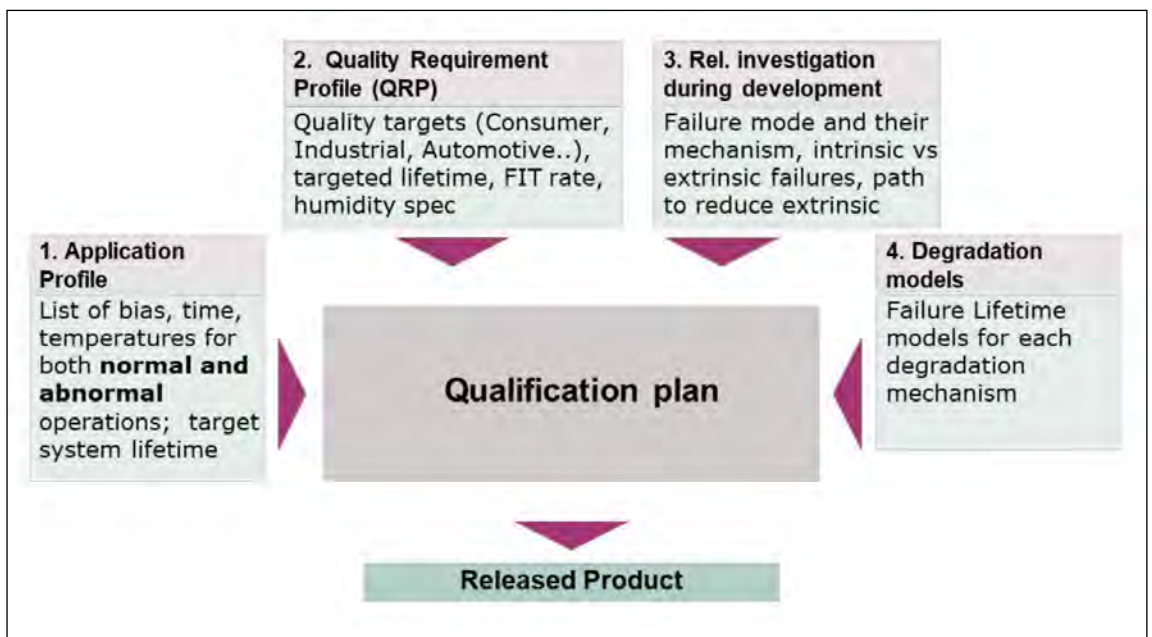 2. Quality Requirement
Profile (QRP)
Quality targets (Consumer,
Industrial, Automotive..),
targeted lifetime, FIT rate,
humidity spec
3. Rel. investigation
during development
Failure mode and their
mechanism, intrinsic vs
extrinsic failures, path
to reduce extrinsic
1. Application
Profile
List of bias, time,
temperatures for
both normal and
abnormal
operations; target
system lifetime
4. Degradation
models
Failure Lifetime
models for each
degradation
mechanism
Qualification plan
Released Product